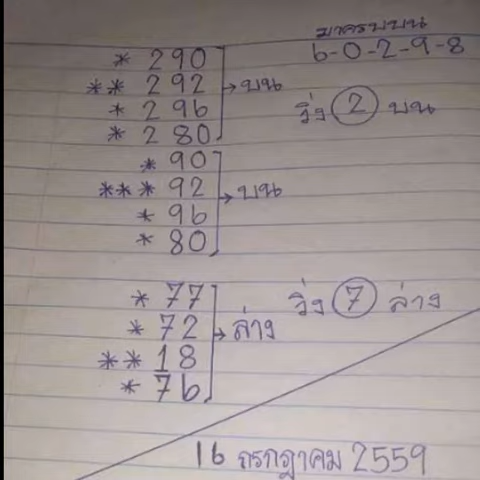 มาครบบน
* 290
6-0-2-9-8
** 292 → บน
* 296
วิ่ง 2 บน
* 280
* 90
*** 92 → บน
* 96
* 80
* 77
วิ่ง 7 ล่าง
* 72 → ล่าง
** 18
* 76
16 กรกฎาคม 2559